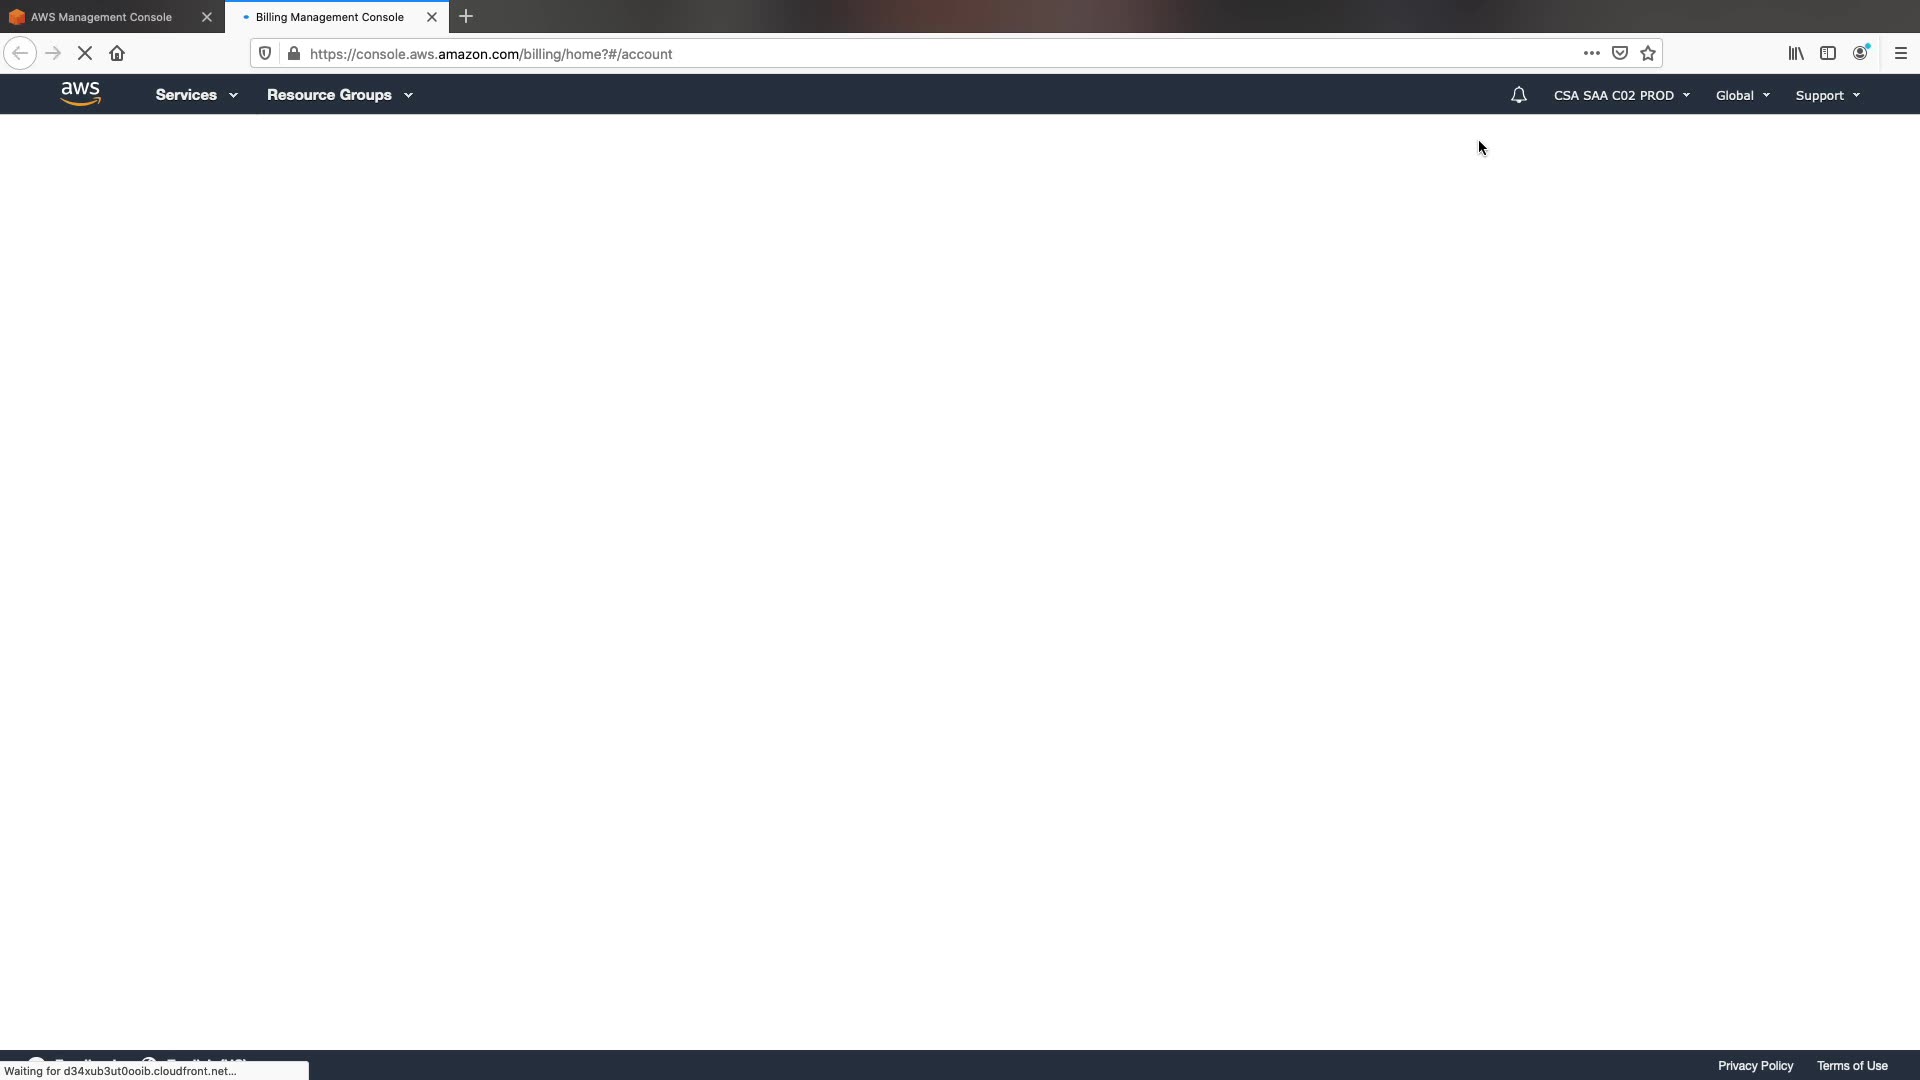 AWS Management Console
Billing Management Console
https://console.aws.amazon.com/billing/home?#/account
aws
Services
Resource Groups
CSA SAA C02 PROD
Global
Support
Waiting for d34xub3ut0ooib.cloudfront.net...
Privacy Policy
Terms of Use